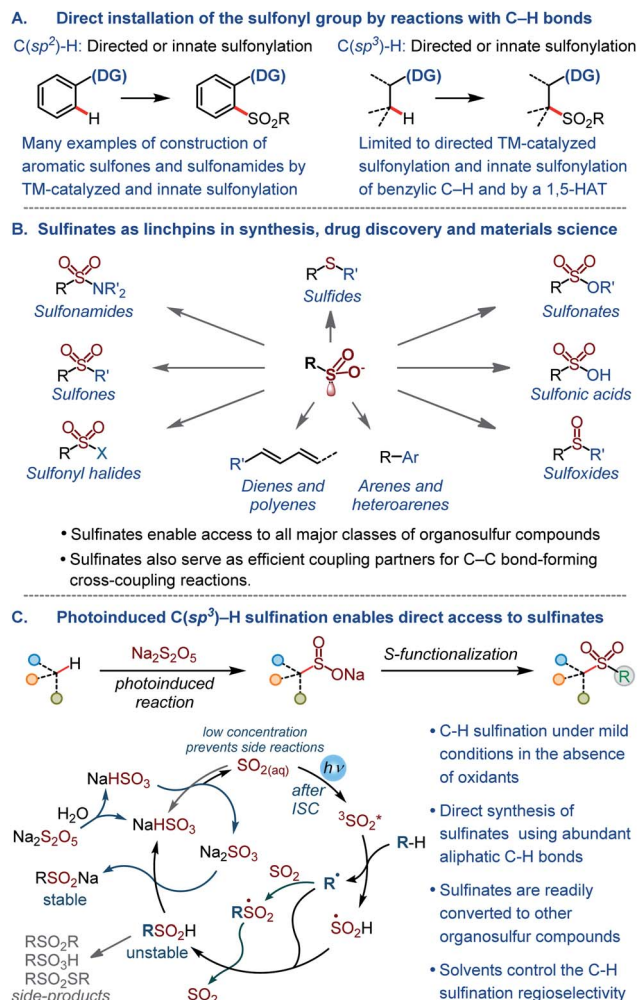 A. Direct installation of the sulfonyl group by reactions with C–H bonds
C(sp²)-H: Directed or innate sulfonylation
C(sp³)-H: Directed or innate sulfonylation
(DG)
H
(DG)
SO₂R
(DG)
H
(DG)
SO₂R
Many examples of construction of
aromatic sulfones and sulfonamides by
TM-catalyzed and innate sulfonylation
Limited to directed TM-catalyzed
sulfonylation and innate sulfonylation
of benzylic C–H and by a 1,5-HAT
B. Sulfinates as linchpins in synthesis, drug discovery and materials science
O O
R S NR'₂
Sulfonamides
R S R'
Sulfides
O O
R S OR'
Sulfonates
O O
R S R'
Sulfones
R S O O-
O O
R S OH
Sulfonic acids
O O
R S X
Sulfonyl halides
R'
Dienes and
polyenes
R–Ar
Arenes and
heteroarenes
O
R S R'
Sulfoxides
• Sulfinates enable access to all major classes of organosulfur compounds
• Sulfinates also serve as efficient coupling partners for C–C bond-forming
cross-coupling reactions.
C. Photoinduced C(sp³)–H sulfination enables direct access to sulfinates
H
Na₂S₂O₅
photoinduced
reaction
O
S ONa
S-functionalization
O O
S R
low concentration
prevents side reactions
SO₂(aq)
hν
after
ISC
³SO₂*
R-H
R•
SO₂
RSO₂•
•SO₂H
SO₂
NaHSO₃
H₂O
Na₂S₂O₅
NaHSO₃
Na₂SO₃
RSO₂Na
stable
RSO₂H
unstable
RSO₂R
RSO₃H
RSO₂SR
side-products
• C-H sulfination under mild
conditions in the absence
of oxidants
• Direct synthesis of
sulfinates using abundant
aliphatic C-H bonds
• Sulfinates are readily
converted to other
organosulfur compounds
• Solvents control the C-H
sulfination regioselectivity